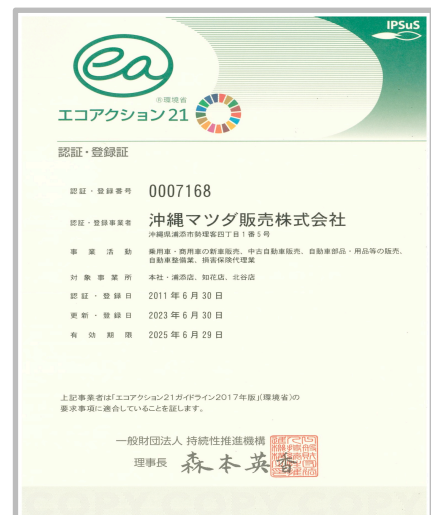 IPSuS
ea
®環境省
エコアクション21
認証・登録証
認証・登録番号 0007168
認証・登録事業者 沖縄マツダ販売株式会社
沖縄県浦添市勢理客四丁目1番5号
事業活動 乗用車・商用車の新車販売、中古自動車販売、自動車部品・用品等の販売、
自動車整備業、損害保険代理業
対象事業所 本社・浦添店、知花店、北谷店
認証・登録日 2011年6月30日
更新・登録日 2023年6月30日
有効期限 2025年6月29日
上記事業者は「エコアクション21ガイドライン2017年版」(環境省)の
要求事項に適合していることを証します。
一般財団法人 持続性推進機構
理事長 森本英香